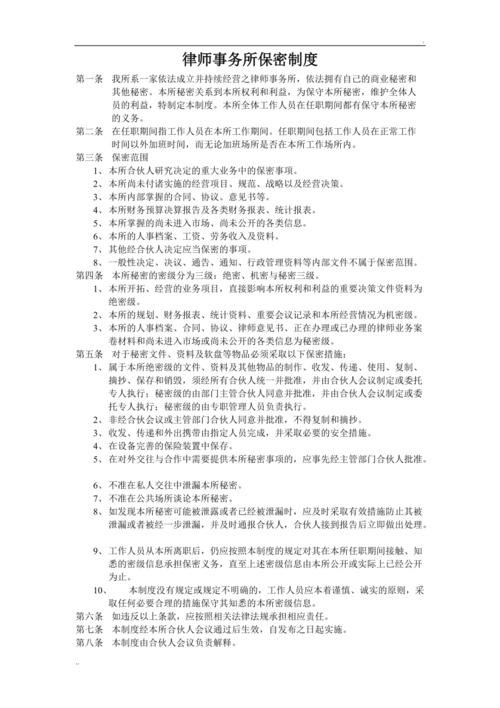 律师事务所保密制度
第一条 我所系一家依法成立并持续经营之律师事务所，依法拥有自己的商业秘密和
其他秘密。本所秘密关系到本所权利和利益，为保守本所秘密，维护全体人
员的利益，特制定本制度。本所全体工作人员在任职期间都有保守本所秘密
的义务。
第二条 在任职期间指工作人员在本所工作期间。任职期间包括工作人员在正常工作
时间以外加班时间，而无论加班场所是否在本所工作场所内。
第三条 保密范围
1、本所合伙人研究决定的重大业务中的保密事项。
2、本所尚未付诸实施的经营项目、规范、战略以及经营决策。
3、本所内部掌握的合同、协议、意见书等。
4、本所财务预算决算报告及各类财务报表、统计报表。
5、本所掌握的尚未进入市场、尚未公开的各类信息。
6、本所的人事档案、工资、劳务收入及资料。
7、其他经合伙人决定应当保密的事项。
8、一般性决定、决议、通告、通知、行政管理资料等内部文件不属于保密范围。
第四条 本所秘密的密级分为三级：绝密、机密与秘密三级。
1、本所开拓、经营的业务项目，直接影响本所权利和利益的重要决策文件资料为
绝密级。
2、本所的规划、财务报表、统计资料、重要会议记录和本所经营情况为机密级。
3、本所的人事档案、合同、协议、律师意见书、正在办理或已办理的律师业务案
卷材料和尚未进入市场或尚未公开的各类信息为秘密级。
第五条 对于秘密文件、资料及软盘等物品必须采取以下保密措施：
1、属于本所绝密级的文件、资料及其他物品的制作、收发、传递、使用、复制、
摘抄、保存和销毁，须经所有合伙人统一并批准，并由合伙人会议制定或委托
专人执行；秘密级的由部门主管合伙人同意并批准，并由合伙人会议制定或委
托专人执行；秘密级的由专职管理人员负责执行。
2、非经合伙会议或主管部门合伙人同意并批准，不得复制和摘抄。
3、收发、传递和外出携带由指定人员完成，并采取必要的安全措施。
4、在设备完善的保险装置中保存。
5、在对外交往与合作中需要提供本所秘密事项的，应事先经主管部门合伙人批准。
6、不准在私人交往中泄漏本所秘密。
7、不准在公共场所谈论本所秘密。
8、如发现本所秘密可能被泄露或者已经被泄漏时，应及时采取有效措施防止其被
泄漏或者被经一步泄漏，并及时通报合伙人，合伙人接到报告后立即做出处理。
9、工作人员从本所离职后，仍应按照本制度的规定对其在本所任职期间接触、知
悉的密级信息承担保密义务，直至上述密级信息由本所公开或实际上已经公开
为止。
10、 本制度没有规定或规定不明确的，工作人员应本着谨慎、诚实的原则，采
取任何必要合理的措施保守其知悉的本所密级信息。
第六条 如违反以上条款，应按照相关法律法规承担相应责任。
第七条 本制度经本所合伙人会议通过后生效，自发布之日起实施。
第八条 本制度由合伙人会议负责解释。
..